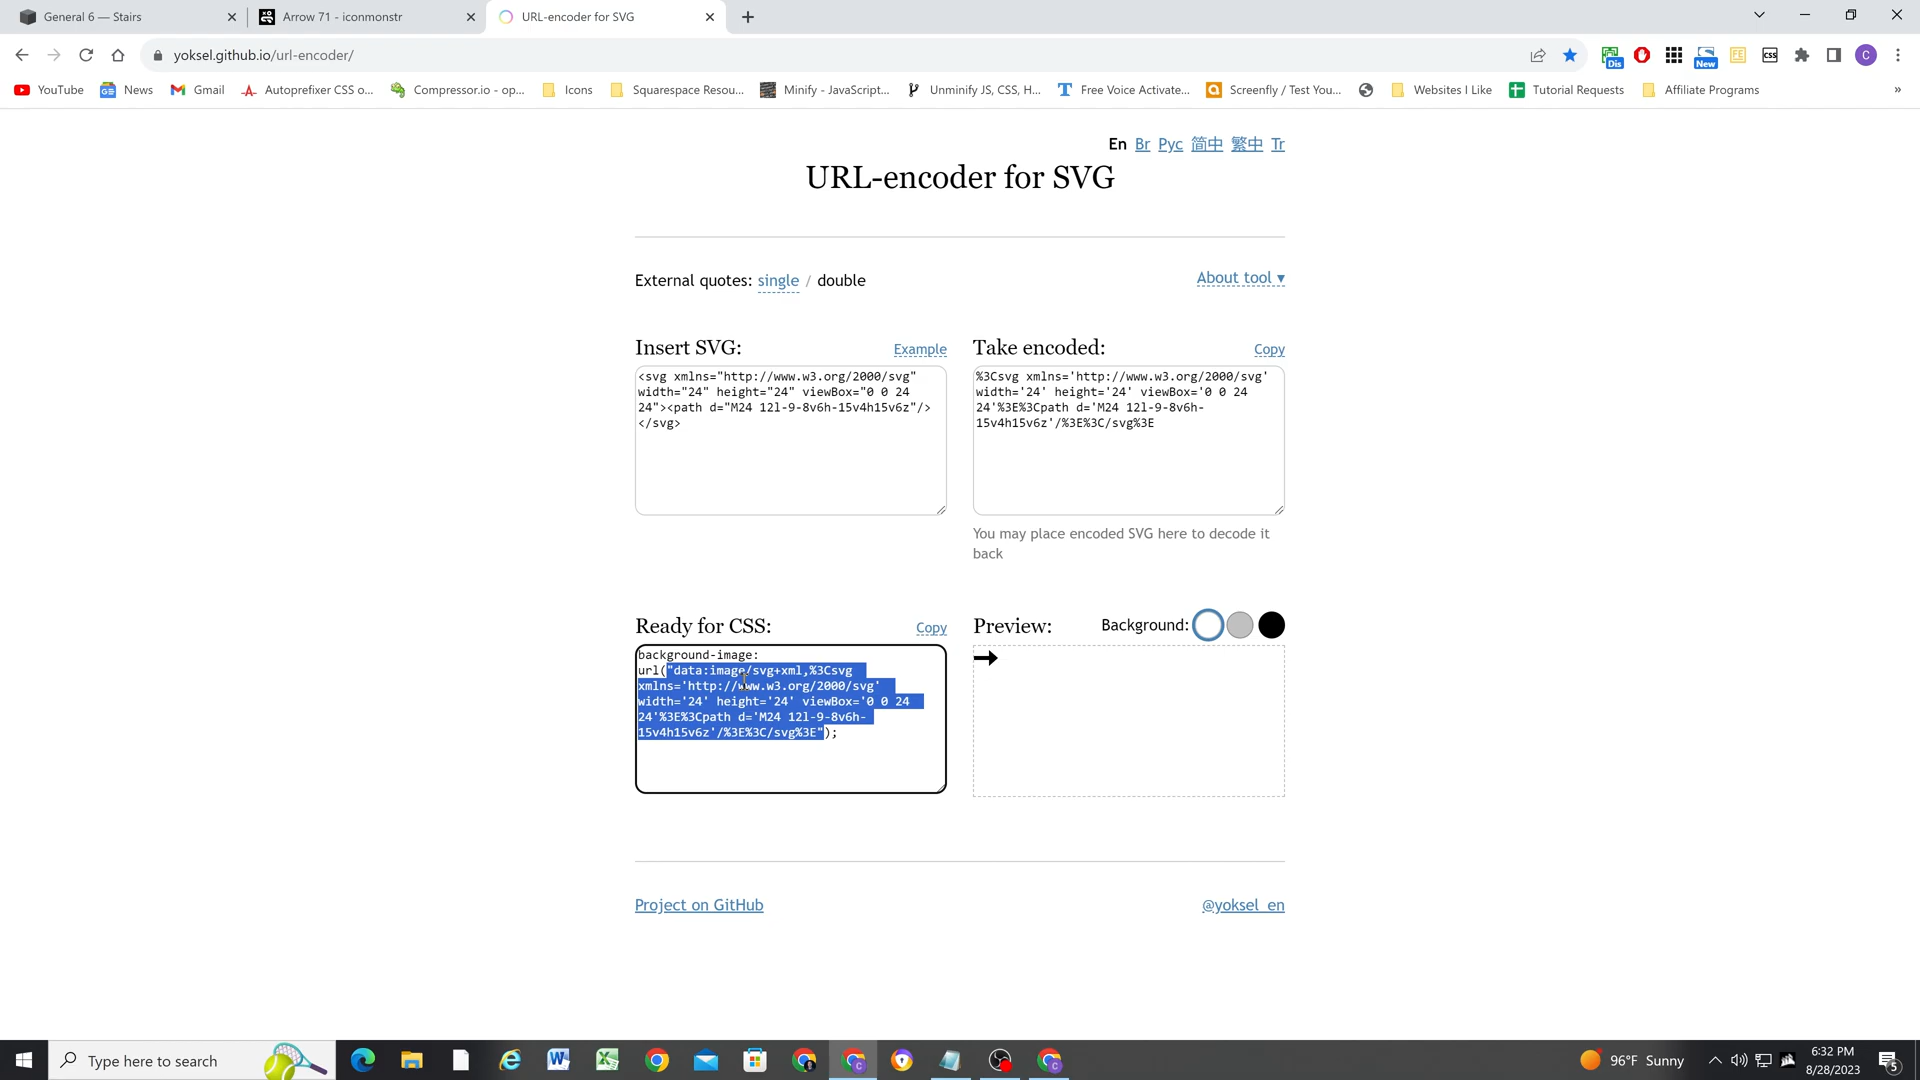 General 6 — Stairs
Arrow 71 - iconmonstr
URL-encoder for SVG
yoksel.github.io/url-encoder/
Dis
New
FE
CSS
C
YouTube
News
Gmail
Autoprefixer CSS o...
Compressor.io - op...
Icons
Squarespace Resou...
Minify - JavaScript...
Unminify JS, CSS, H...
Free Voice Activate...
Screenfly / Test You...
Websites I Like
Tutorial Requests
Affiliate Programs
»
En Br Рус 简中 繁中 Tr
URL-encoder for SVG
External quotes: single / double
About tool ▾
Insert SVG:
Example
<svg xmlns="http://www.w3.org/2000/svg"
width="24" height="24" viewBox="0 0 24
24"><path d="M24 12l-9-8v6h-15v4h15v6z"/>
</svg>
Take encoded:
Copy
%3Csvg xmlns='http://www.w3.org/2000/svg'
width='24' height='24' viewBox='0 0 24
24'%3E%3Cpath d='M24 12l-9-8v6h-
15v4h15v6z'/%3E%3C/svg%3E
You may place encoded SVG here to decode it
back
Ready for CSS:
Copy
background-image:
url("data:image/svg+xml,%3Csvg
xmlns='http://www.w3.org/2000/svg'
width='24' height='24' viewBox='0 0 24
24'%3E%3Cpath d='M24 12l-9-8v6h-
15v4h15v6z'/%3E%3C/svg%3E");
Preview:
Background:
Project on GitHub
@yoksel_en
Type here to search
96°F Sunny
6:32 PM
8/28/2023
5